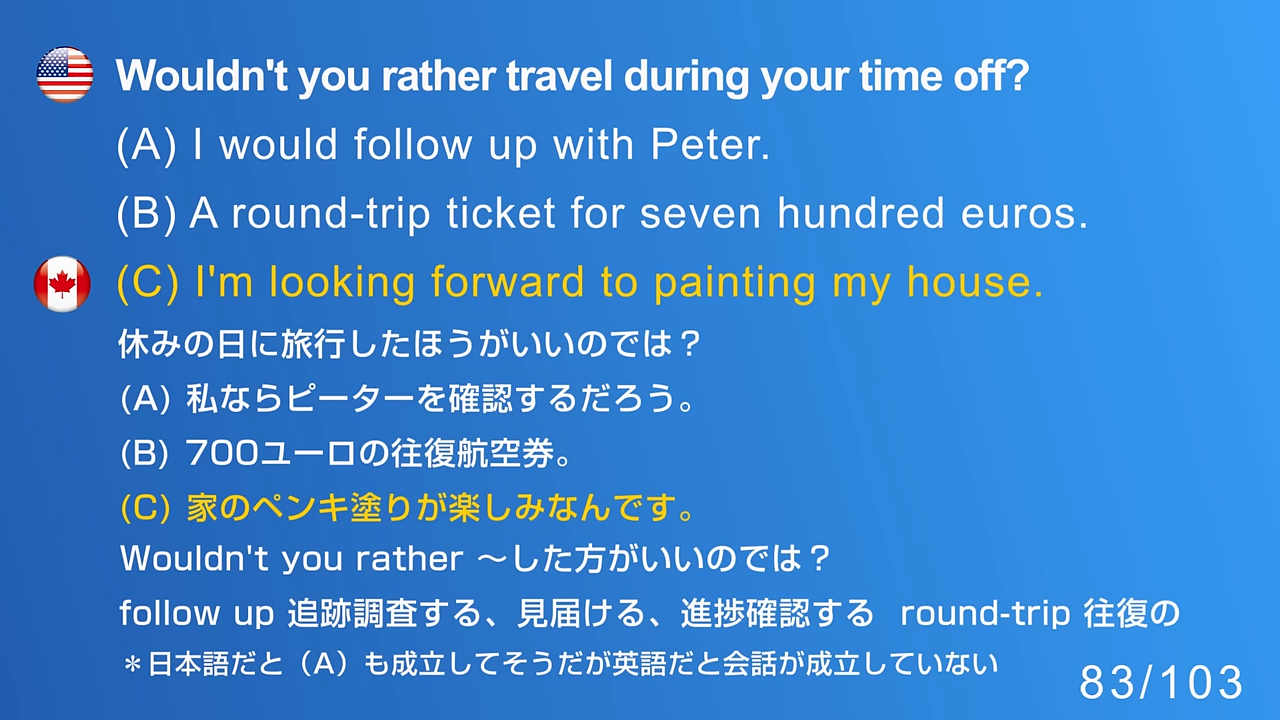 Wouldn't you rather travel during your time off?
(A) I would follow up with Peter.
(B) A round-trip ticket for seven hundred euros.
(C) I'm looking forward to painting my house.
休みの日に旅行したほうがいいのでは？
(A) 私ならピーターを確認するだろう。
(B) 700ユーロの往復航空券。
(C) 家のペンキ塗りが楽しみなんです。
Wouldn't you rather 〜した方がいいのでは？
follow up 追跡調査する、見届ける、進捗確認する round-trip 往復の
＊日本語だと（A）も成立してそうだが英語だと会話が成立していない
83/103